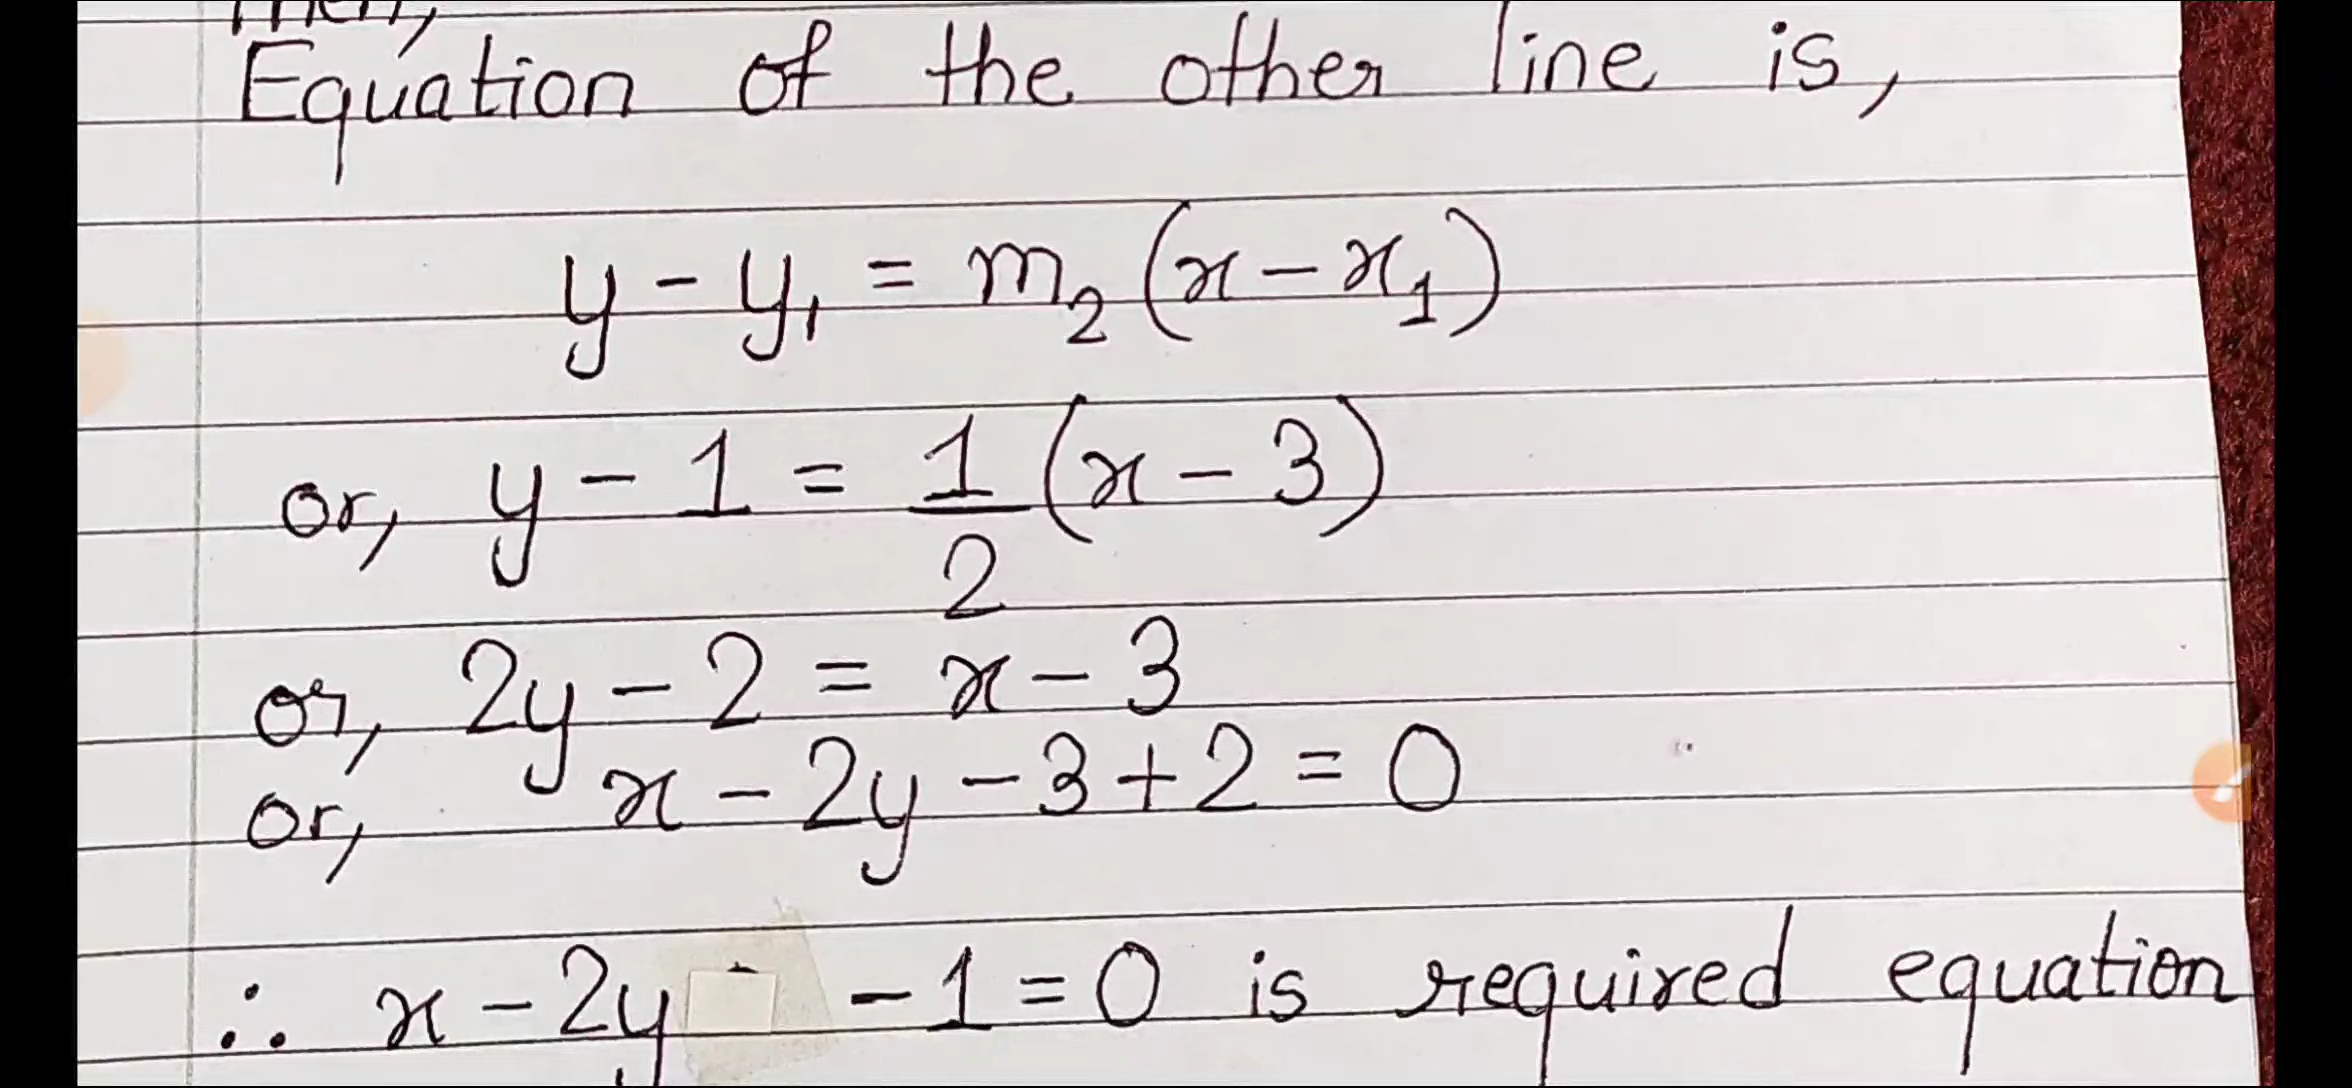 Then,
Equation of the other line is,
y - y₁ = m₂ (x - x₁)
or, y - 1 = 1/2 (x - 3)
or, 2y - 2 = x - 3
or, x - 2y - 3 + 2 = 0
∴ x - 2y - 1 = 0 is required equation